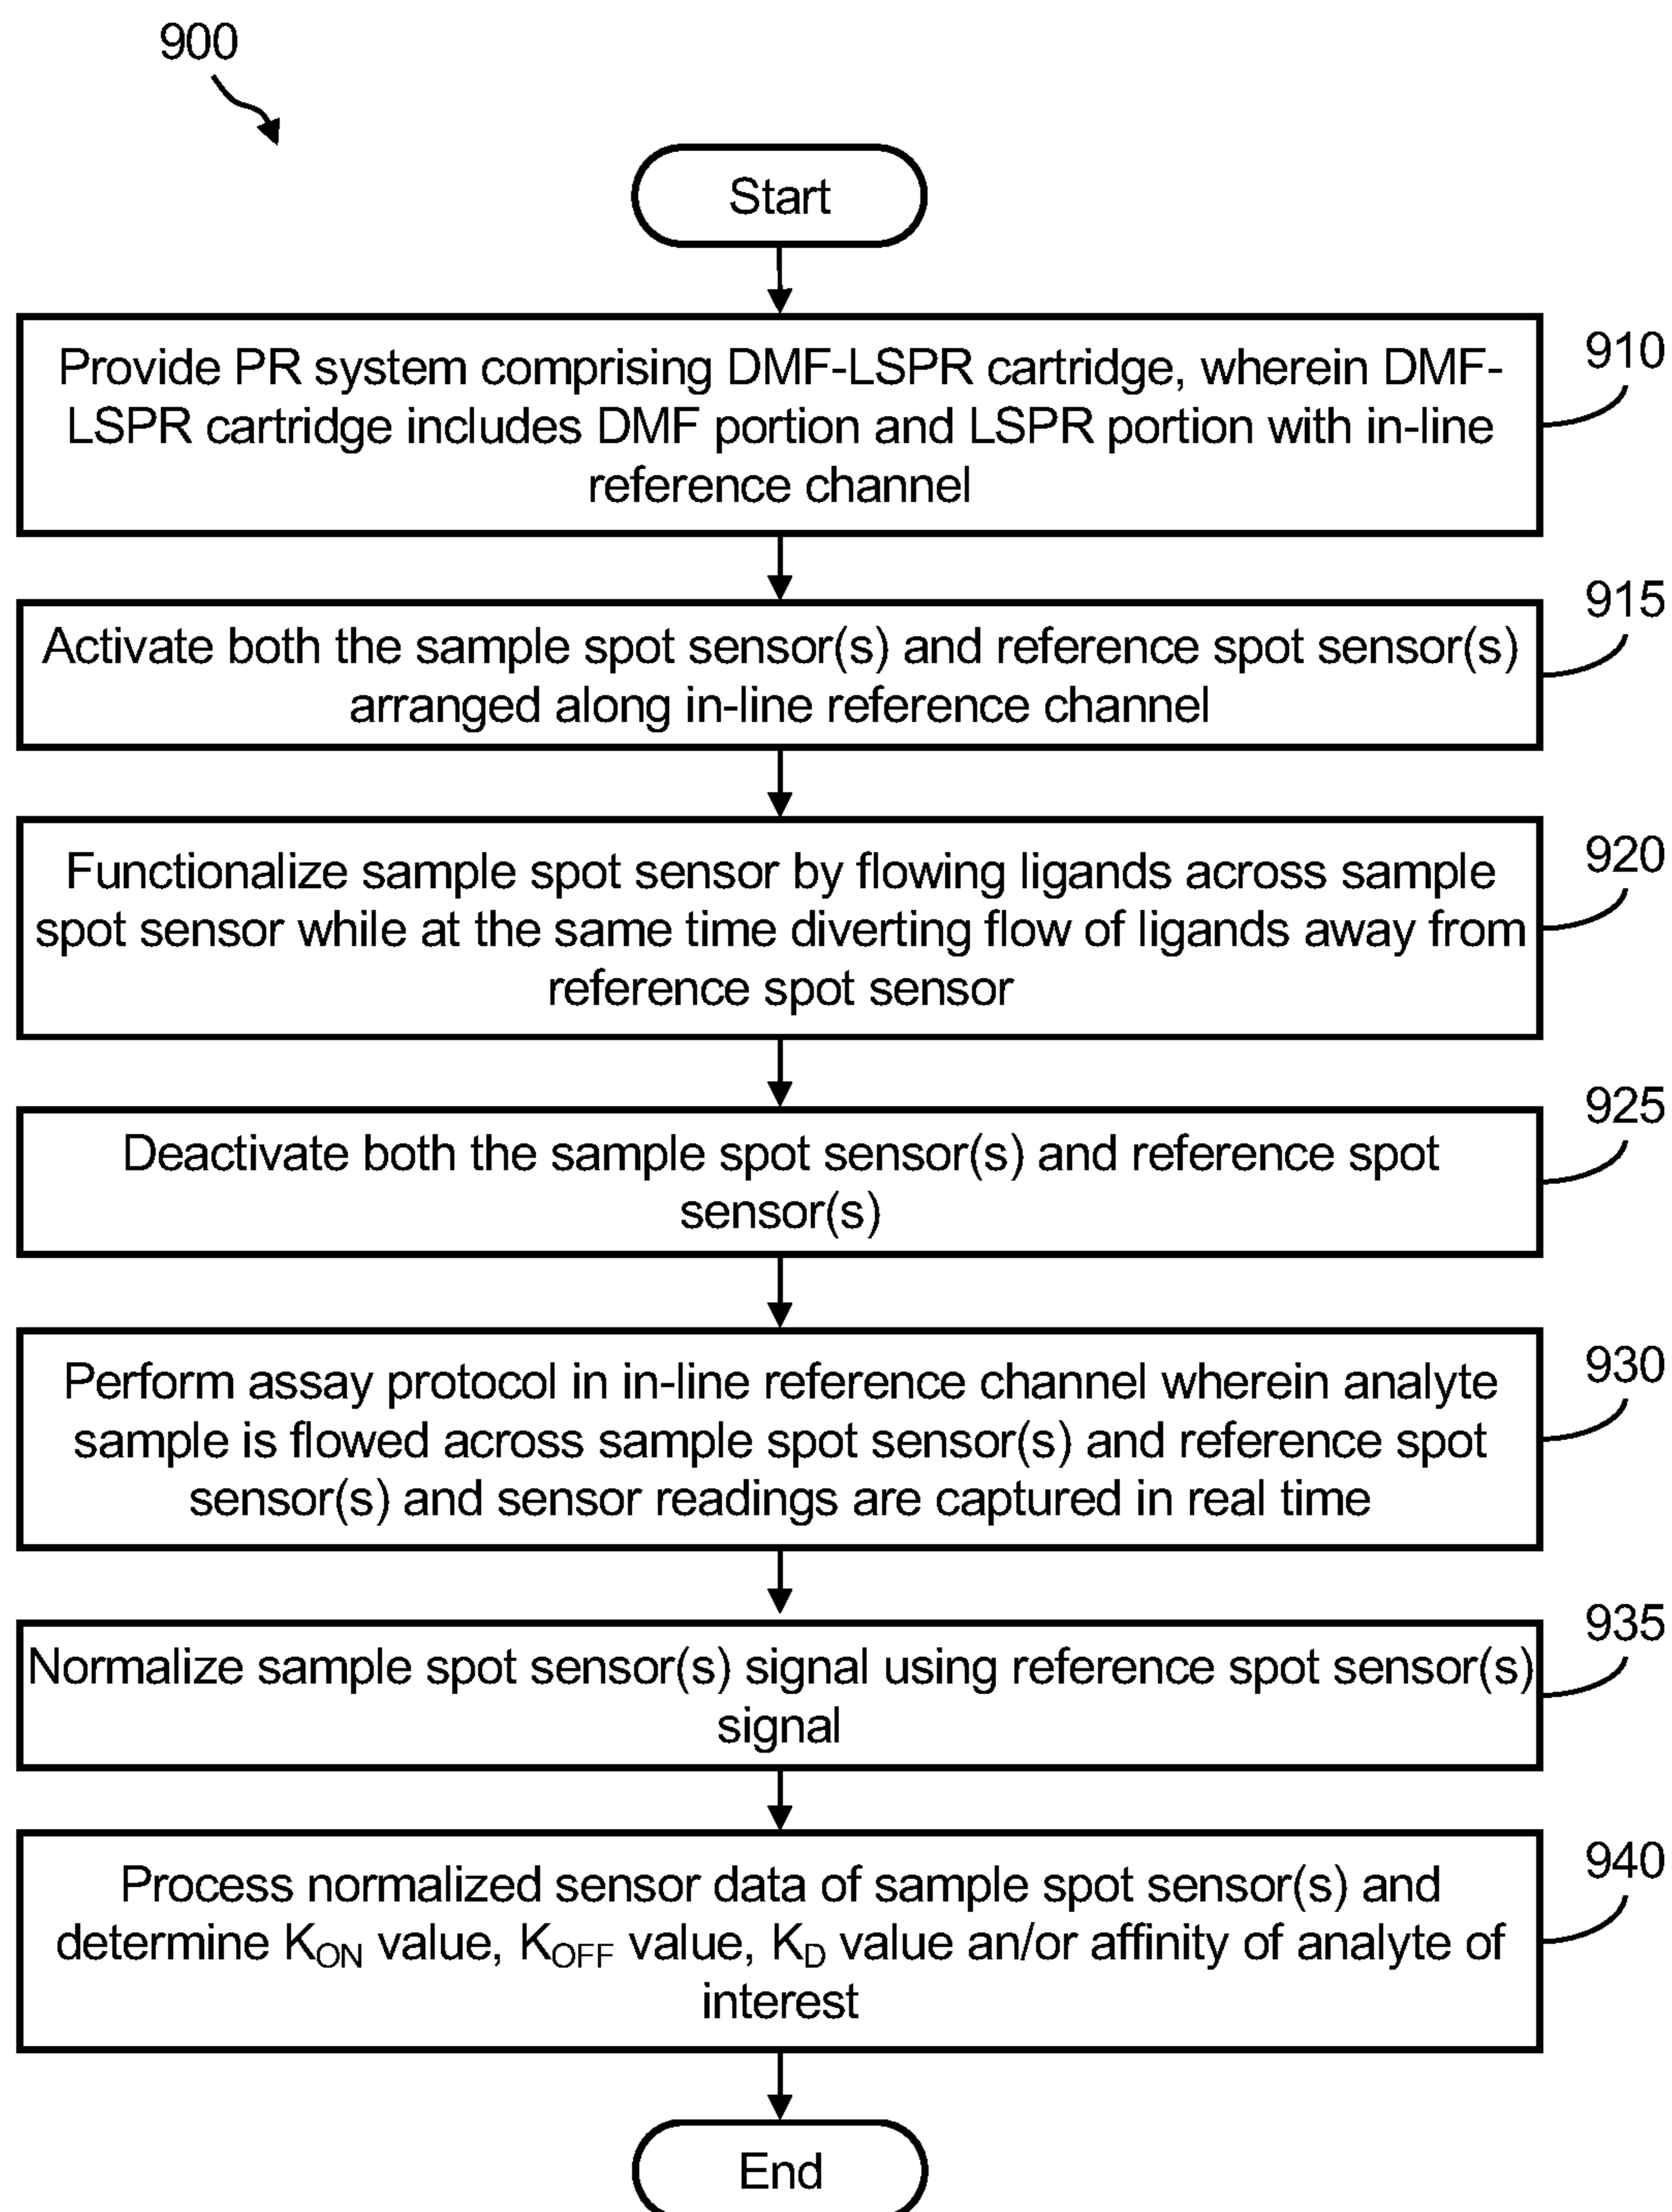 900
Start
Provide PR system comprising DMF-LSPR cartridge, wherein DMF-
LSPR cartridge includes DMF portion and LSPR portion with in-line
reference channel
910
Activate both the sample spot sensor(s) and reference spot sensor(s)
arranged along in-line reference channel
915
Functionalize sample spot sensor by flowing ligands across sample
spot sensor while at the same time diverting flow of ligands away from
reference spot sensor
920
Deactivate both the sample spot sensor(s) and reference spot
sensor(s)
925
Perform assay protocol in in-line reference channel wherein analyte
sample is flowed across sample spot sensor(s) and reference spot
sensor(s) and sensor readings are captured in real time
930
Normalize sample spot sensor(s) signal using reference spot sensor(s)
signal
935
Process normalized sensor data of sample spot sensor(s) and
determine KON value, KOFF value, KD value an/or affinity of analyte of
interest
940
End